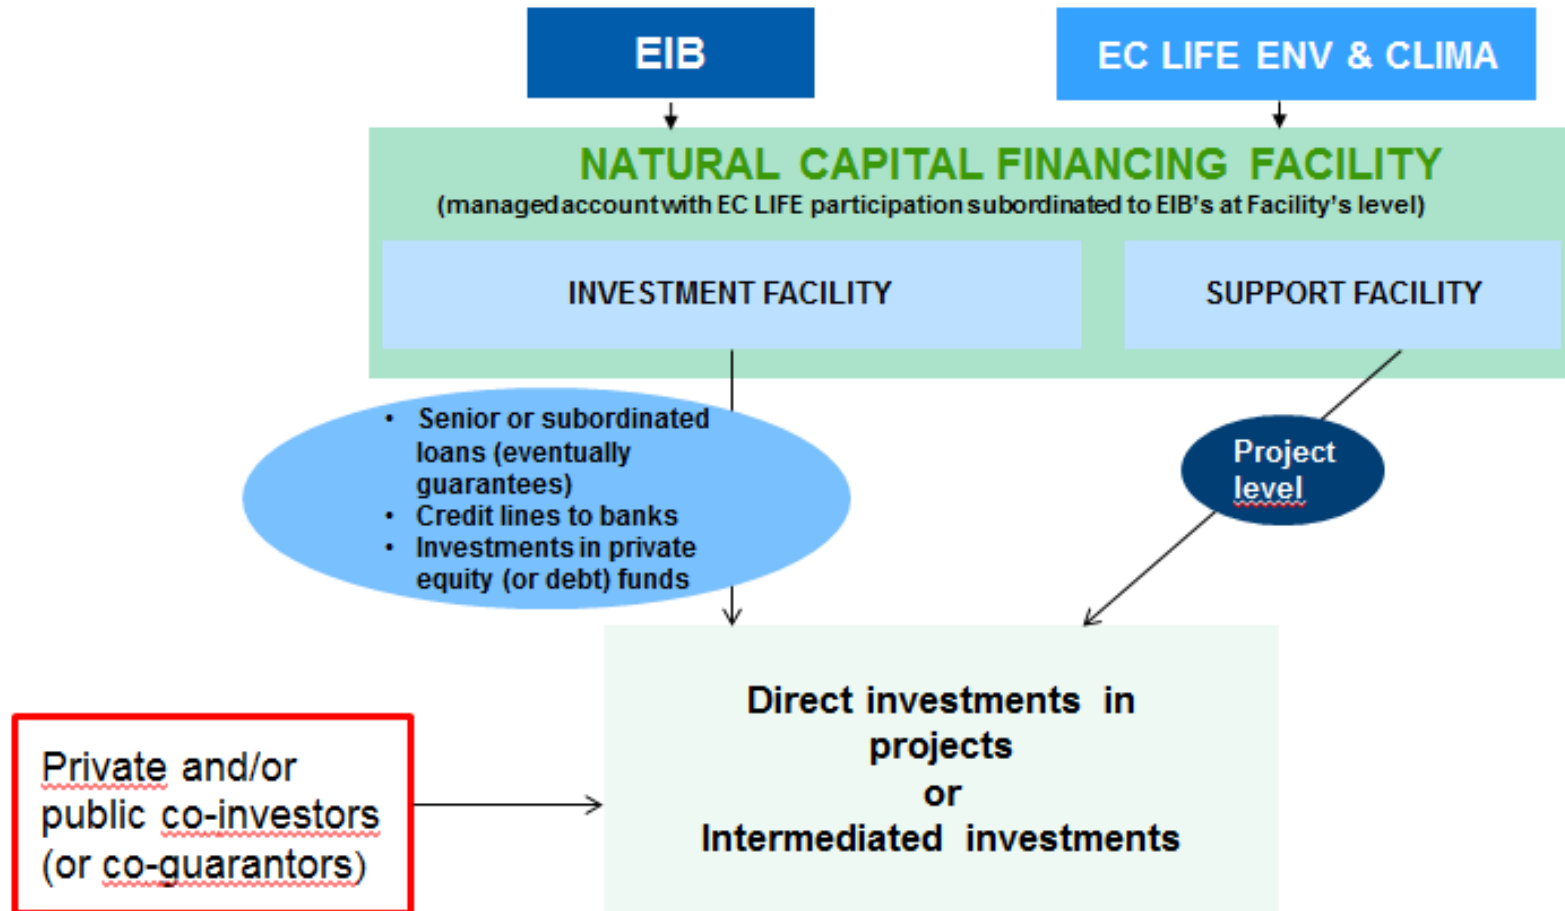 EIB
EC LIFE ENV & CLIMA
NATURAL CAPITAL FINANCING FACILITY
(managed account with EC LIFE participation subordinated to EIB's at Facility's level)
INVESTMENT FACILITY
SUPPORT FACILITY
• Senior or subordinated
loans (eventually
guarantees)
• Credit lines to banks
• Investments in private
equity (or debt) funds
Project
level
Direct investments in
projects
or
Intermediated investments
Private and/or
public co-investors
(or co-guarantors)